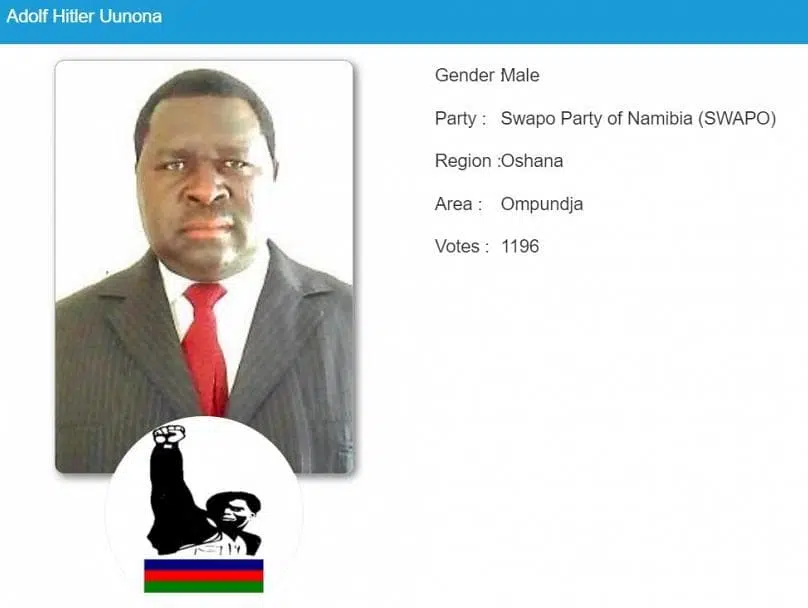 Adolf Hitler Uunona
Gender :Male
Party : Swapo Party of Namibia (SWAPO)
Region :Oshana
Area : Ompundja
Votes : 1196